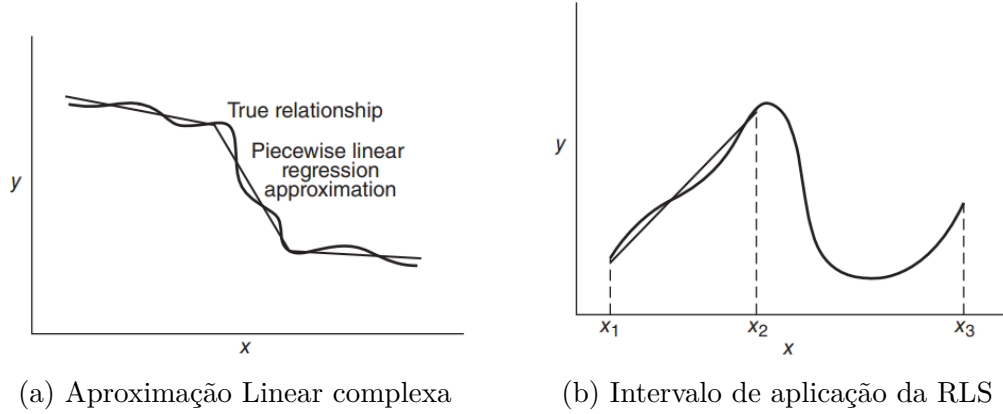 True relationship
Piecewise linear
regression
approximation
y
x
(a) Aproximação Linear complexa
y
x1
x2
x3
x
(b) Intervalo de aplicação da RLS